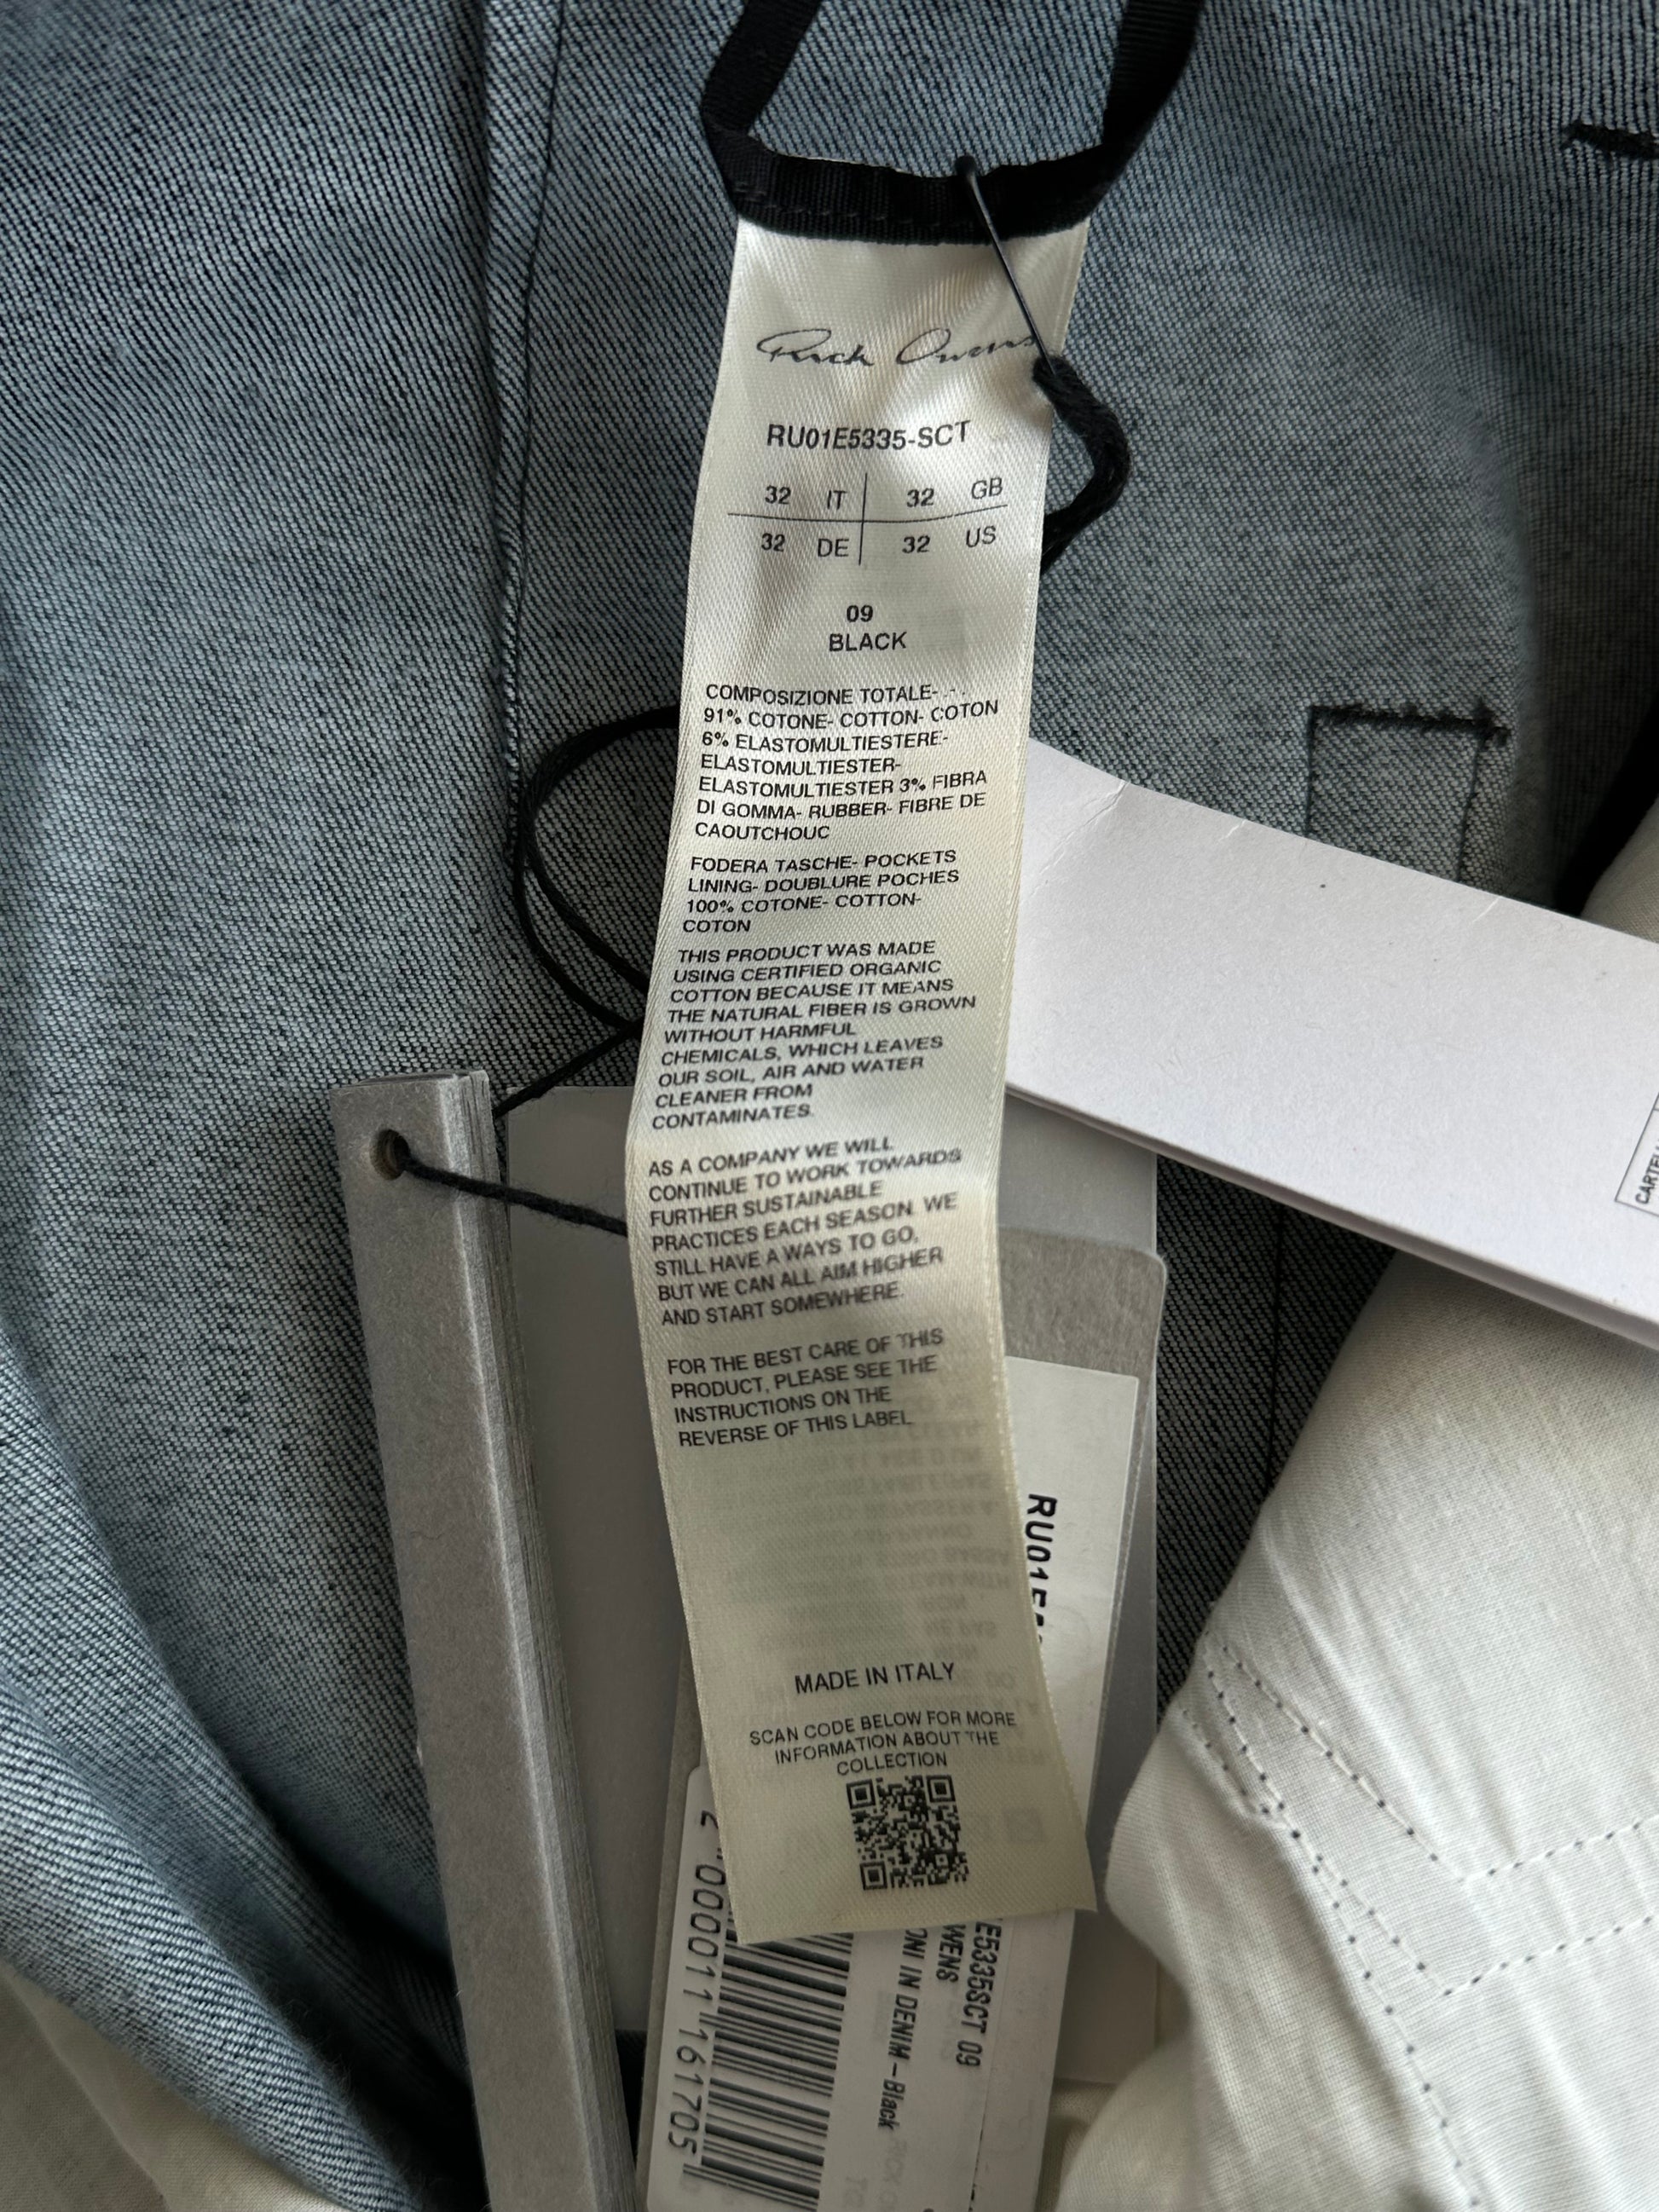 Rick Owens
RU01E5335-SCT
32 IT 32 GB
32 DE 32 US
09
BLACK
COMPOSIZIONE TOTALE-
91% COTONE- COTTON- COTON
6% ELASTOMULTIESTERE-
ELASTOMULTIESTER-
ELASTOMULTIESTER 3% FIBRA
DI GOMMA- RUBBER- FIBRE DE
CAOUTCHOUC
FODERA TASCHE- POCKETS
LINING- DOUBLURE POCHES
100% COTONE- COTTON-
COTON
THIS PRODUCT WAS MADE
USING CERTIFIED ORGANIC
COTTON BECAUSE IT MEANS
THE NATURAL FIBER IS GROWN
WITHOUT HARMFUL
CHEMICALS, WHICH LEAVES
OUR SOIL, AIR AND WATER
CLEANER FROM
CONTAMINATES.
AS A COMPANY WE WILL
CONTINUE TO WORK TOWARDS
FURTHER SUSTAINABLE
PRACTICES EACH SEASON. WE
STILL HAVE A WAYS TO GO,
BUT WE CAN ALL AIM HIGHER
AND START SOMEWHERE.
FOR THE BEST CARE OF THIS
PRODUCT, PLEASE SEE THE
INSTRUCTIONS ON THE
REVERSE OF THIS LABEL
MADE IN ITALY
SCAN CODE BELOW FOR MORE
INFORMATION ABOUT THE
COLLECTION
RU01E
E5335SCT 09
WENS
ONI IN DENIM - Black
2 000011 161705
CARTEL